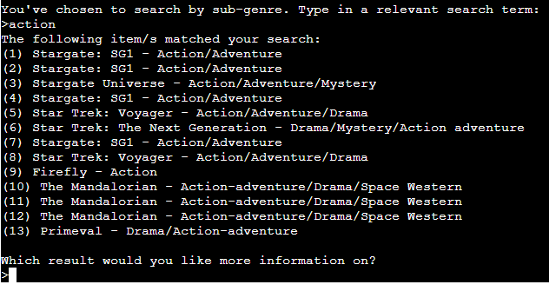 You've chosen to search by sub-genre. Type in a relevant search term:
>action
The following item/s matched your search:
(1) Stargate: SG1 - Action/Adventure
(2) Stargate: SG1 - Action/Adventure
(3) Stargate Universe - Action/Adventure/Mystery
(4) Stargate: SG1 - Action/Adventure
(5) Star Trek: Voyager - Action/Adventure/Drama
(6) Star Trek: The Next Generation - Drama/Mystery/Action adventure
(7) Stargate: SG1 - Action/Adventure
(8) Star Trek: Voyager - Action/Adventure/Drama
(9) Firefly - Action
(10) The Mandalorian - Action-adventure/Drama/Space Western
(11) The Mandalorian - Action-adventure/Drama/Space Western
(12) The Mandalorian - Action-adventure/Drama/Space Western
(13) Primeval - Drama/Action-adventure
Which result would you like more information on?
>